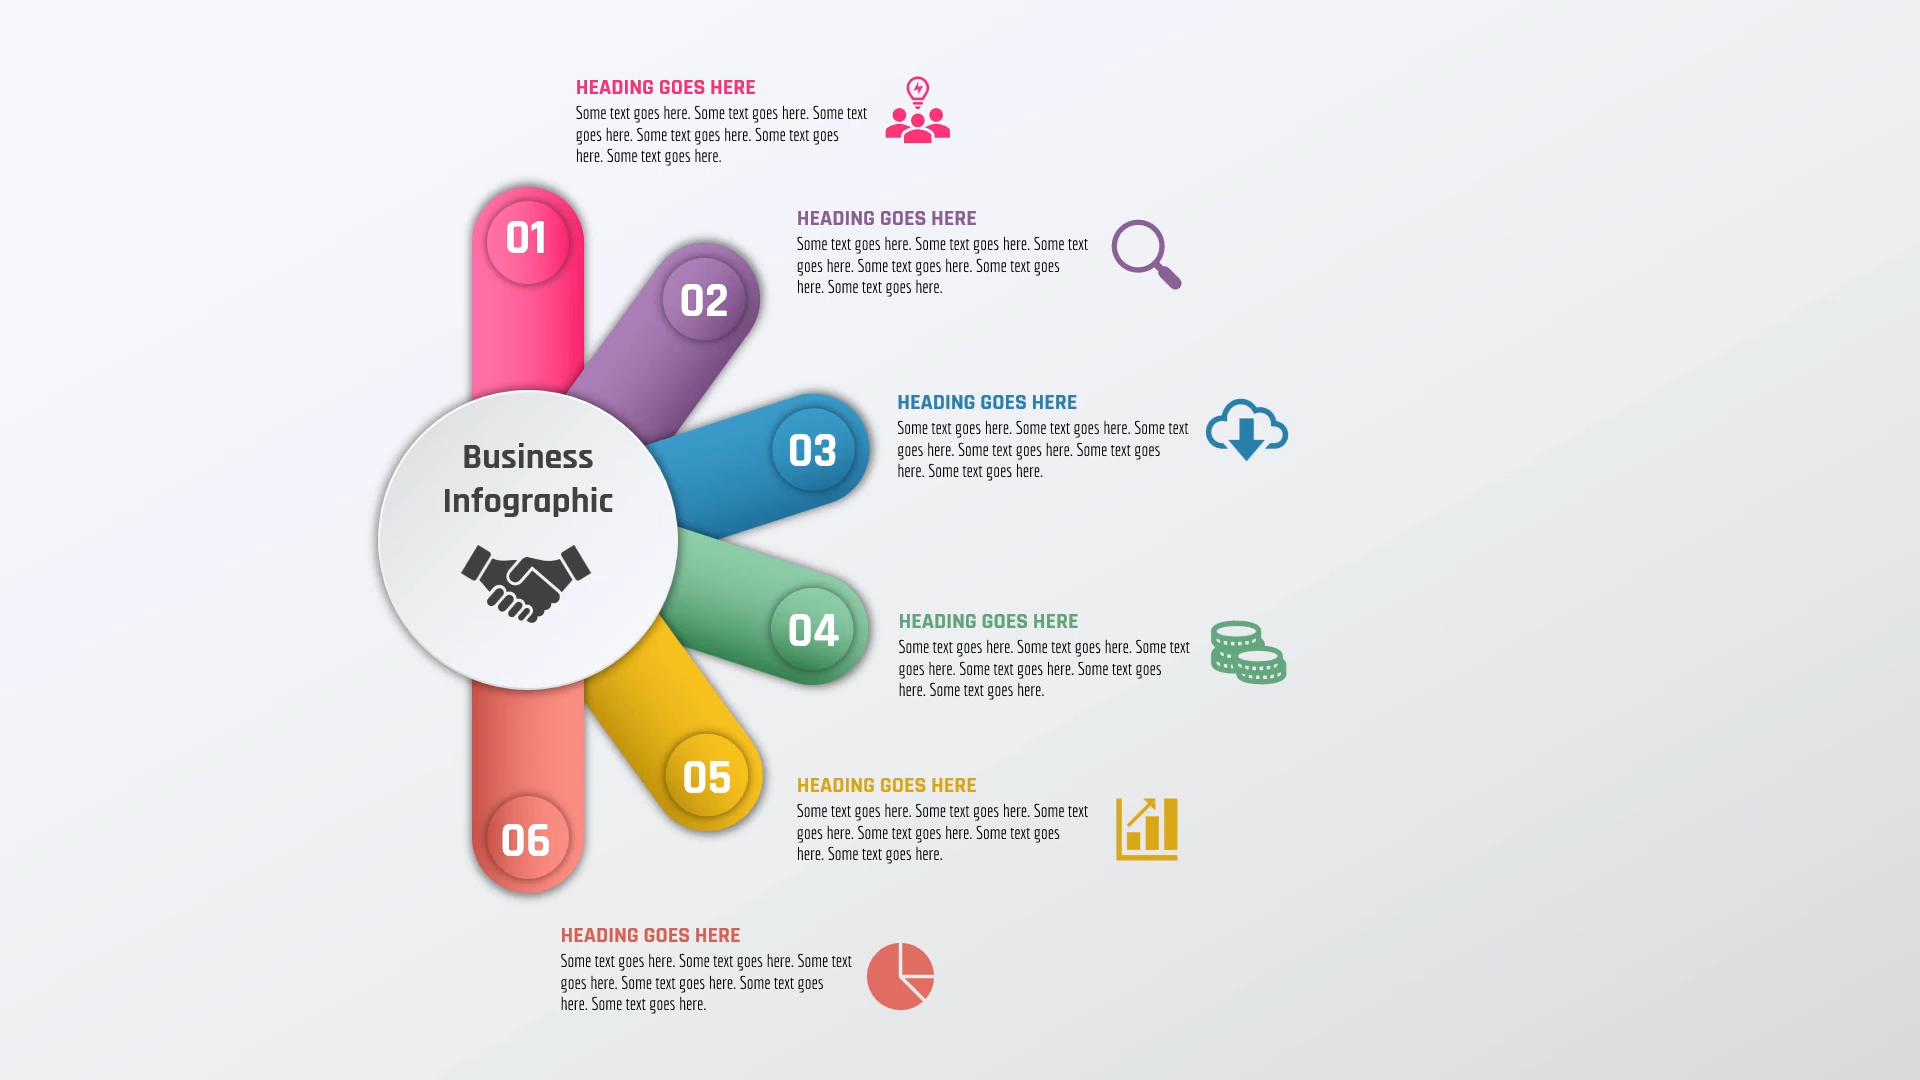 HEADING GOES HERE
Some text goes here. Some text goes here. Some text
goes here. Some text goes here. Some text goes
here. Some text goes here.
01
HEADING GOES HERE
Some text goes here. Some text goes here. Some text
goes here. Some text goes here. Some text goes
here. Some text goes here.
02
HEADING GOES HERE
Some text goes here. Some text goes here. Some text
goes here. Some text goes here. Some text goes
here. Some text goes here.
03
Business
Infographic
HEADING GOES HERE
Some text goes here. Some text goes here. Some text
goes here. Some text goes here. Some text goes
here. Some text goes here.
04
HEADING GOES HERE
Some text goes here. Some text goes here. Some text
goes here. Some text goes here. Some text goes
here. Some text goes here.
05
06
HEADING GOES HERE
Some text goes here. Some text goes here. Some text
goes here. Some text goes here. Some text goes
here. Some text goes here.